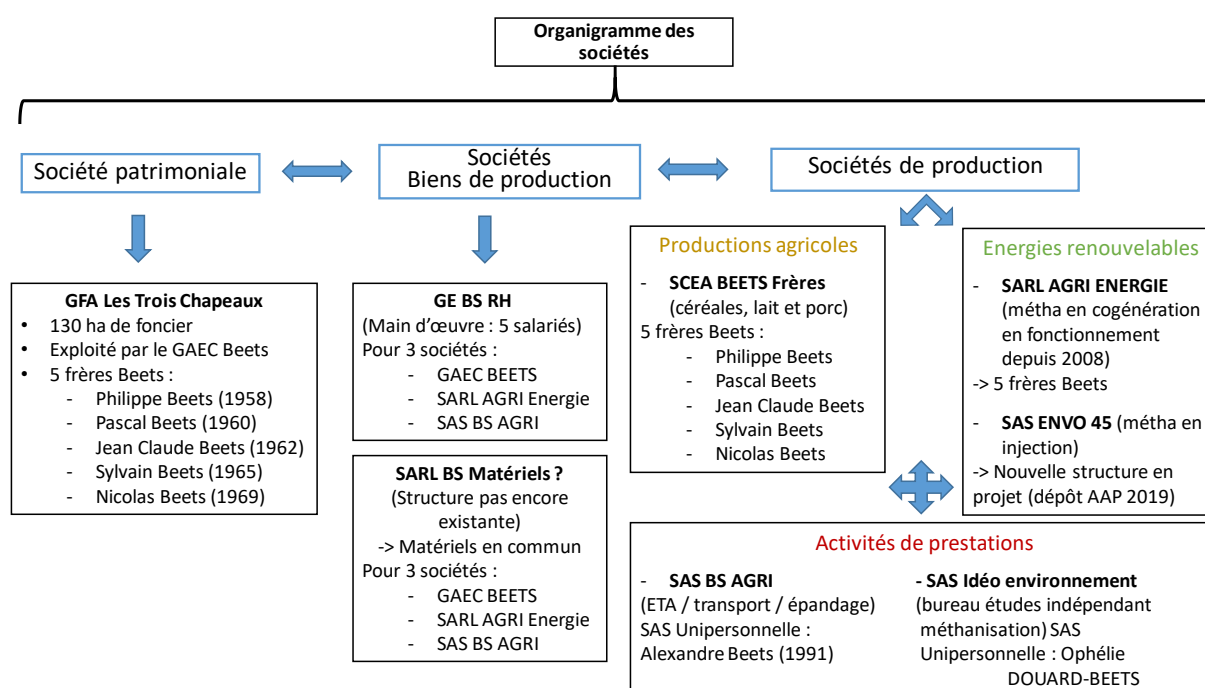 Organigramme des
sociétés
Société patrimoniale
Sociétés
Biens de production
Sociétés de production
GFA Les Trois Chapeaux
• 130 ha de foncier
• Exploité par le GAEC Beets
• 5 frères Beets :
- Philippe Beets (1958)
- Pascal Beets (1960)
- Jean Claude Beets (1962)
- Sylvain Beets (1965)
- Nicolas Beets (1969)
GE BS RH
(Main d'œuvre : 5 salariés)
Pour 3 sociétés :
- GAEC BEETS
- SARL AGRI Energie
- SAS BS AGRI
SARL BS Matériels ?
(Structure pas encore
existante)
-> Matériels en commun
Pour 3 sociétés :
- GAEC BEETS
- SARL AGRI Energie
- SAS BS AGRI
Productions agricoles
- SCEA BEETS Frères
(céréales, lait et porc)
5 frères Beets :
- Philippe Beets
- Pascal Beets
- Jean Claude Beets
- Sylvain Beets
- Nicolas Beets
Energies renouvelables
- SARL AGRI ENERGIE
(métha en cogénération
en fonctionnement
depuis 2008)
-> 5 frères Beets
- SAS ENVO 45 (métha en
injection)
-> Nouvelle structure en
projet (dépôt AAP 2019)
Activités de prestations
- SAS BS AGRI
(ETA / transport / épandage)
SAS Unipersonnelle :
Alexandre Beets (1991)
- SAS Idéo environnement
(bureau études indépendant
méthanisation) SAS
Unipersonnelle : Ophélie
DOUARD-BEETS